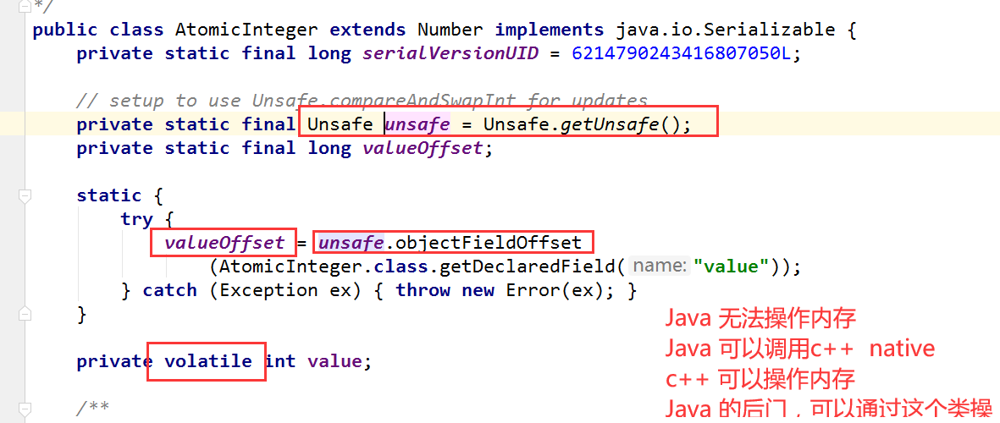 */
public class AtomicInteger extends Number implements java.io.Serializable {
private static final long serialVersionUID = 6214790243416807050L;
// setup to use Unsafe.compareAndSwapInt for updates
private static final Unsafe unsafe = Unsafe.getUnsafe();
private static final long valueOffset;
static {
try {
valueOffset = unsafe.objectFieldOffset
(AtomicInteger.class.getDeclaredField( name: "value"));
} catch (Exception ex) { throw new Error(ex); }
}
Java 无法操作内存
Java 可以调用c++ native
private volatile int value;
c++ 可以操作内存
Java 的后门，可以通过这个类操
/**